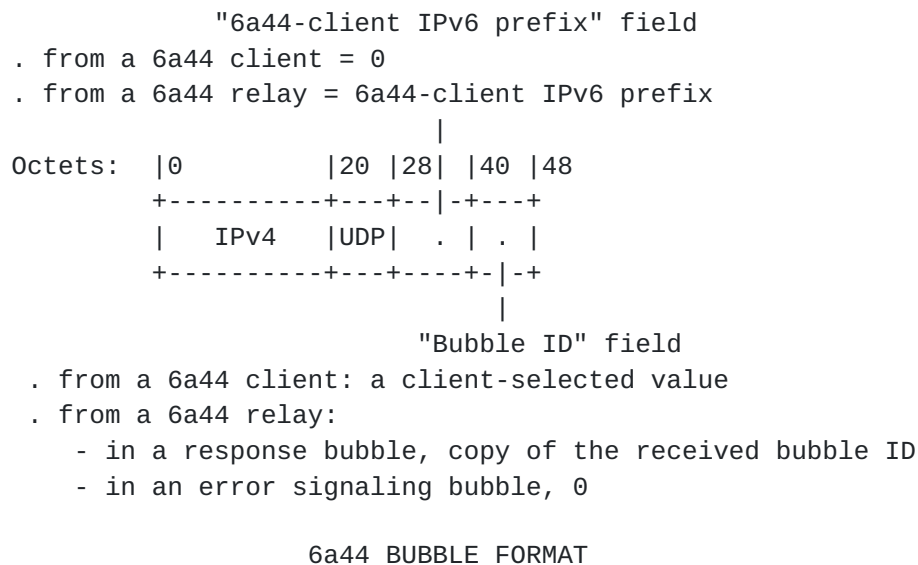 "6a44-client IPv6 prefix" field
. from a 6a44 client = 0
. from a 6a44 relay = 6a44-client IPv6 prefix
|
Octets:  |0         |20 |28| |40 |48
+----------+---+--|-+---+
|   IPv4   |UDP|  . | . |
+----------+---+----+-|-+
|
"Bubble ID" field
. from a 6a44 client: a client-selected value
. from a 6a44 relay:
- in a response bubble, copy of the received bubble ID
- in an error signaling bubble, 0
6a44 BUBBLE FORMAT